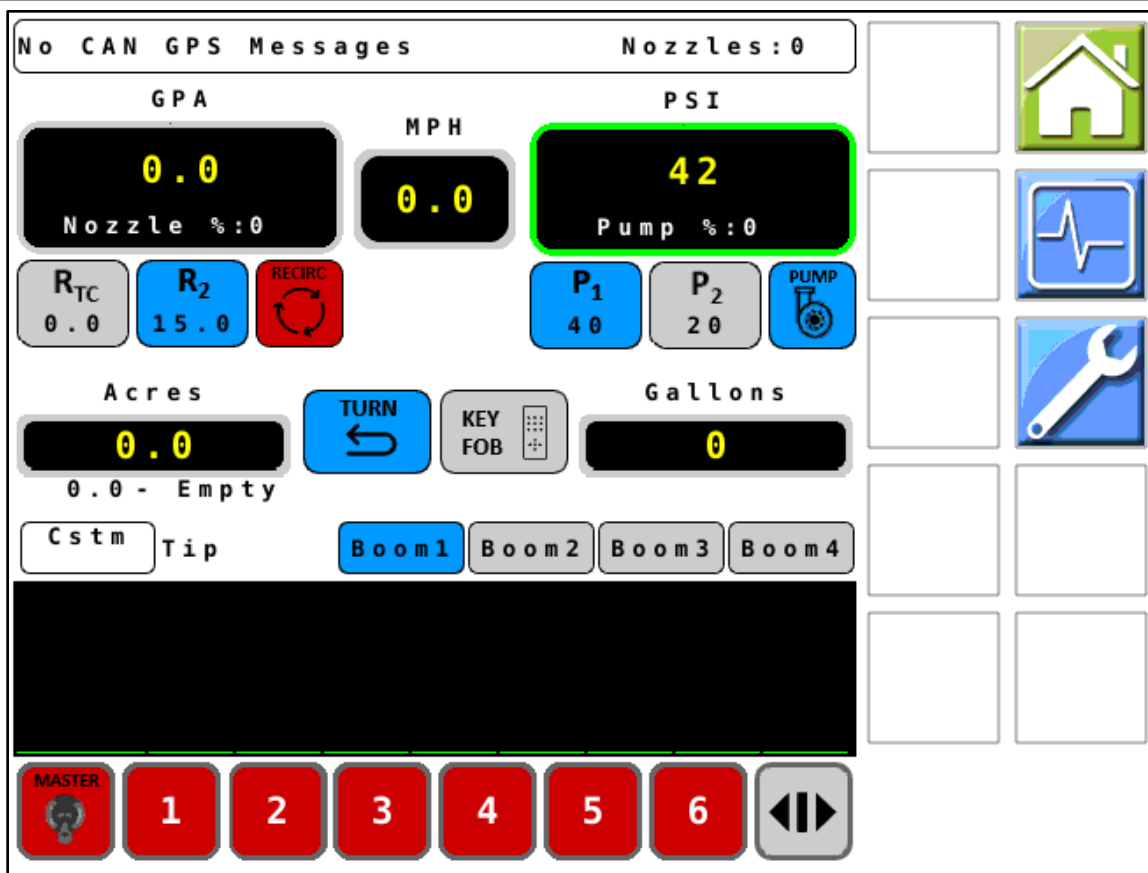 No CAN GPS Messages Nozzles:0
GPA
MPH
PSI
0.0
Nozzle %:0
0.0
42
Pump %:0
RTC
0.0
R2
15.0
RECIRC
P1
40
P2
20
PUMP
Acres
0.0
0.0- Empty
TURN
KEY
FOB
Gallons
0
Cstm Tip
Boom1 Boom2 Boom3 Boom4
MASTER
1 2 3 4 5 6